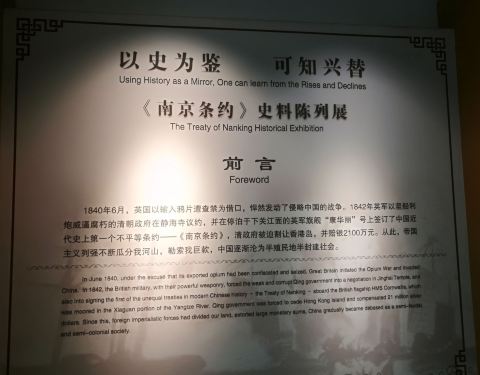 以史为鉴 可知兴替
Using History as a Mirror, One can learn from the Rises and Declines
《南京条约》史料陈列展
The Treaty of Nanking Historical Exhibition
前言
Foreword
1840年6月，英国以输入鸦片遭查禁为借口，悍然发动了侵略中国的战争。1842年英军以坚船利
炮威逼腐朽的清朝政府在静海寺议约，并在停泊于下关江面的英军旗舰“康华丽”号上签订了中国近
代史上第一个不平等条约——《南京条约》，清政府被迫割让香港岛，并赔银2100万元。从此，帝国
主义列强不断瓜分我河山，勒索我巨款，中国逐渐沦为半殖民地半封建社会。
In June 1840, under the excuse that its exported opium had been confiscated and seized, Great Britain initiated the Opium War and invaded
China. In 1842, the British military, with their powerful weaponry, forced the weak and corrupt Qing government into a negotiation in Jinghai Temple, and
also into signing the first of the unequal treaties in modern Chinese history - the Treaty of Nanking - aboard the British flagship HMS Cornwallis, which
was moored in the Xiaguan portion of the Yangtze River. Qing government was forced to cede Hong Kong Island and compensated 21 million silver
dollars. Since this, foreign imperialistic forces had divided our land, extorted large monetary sums, China gradually became debased as a semi-feudal
and semi-colonial society.